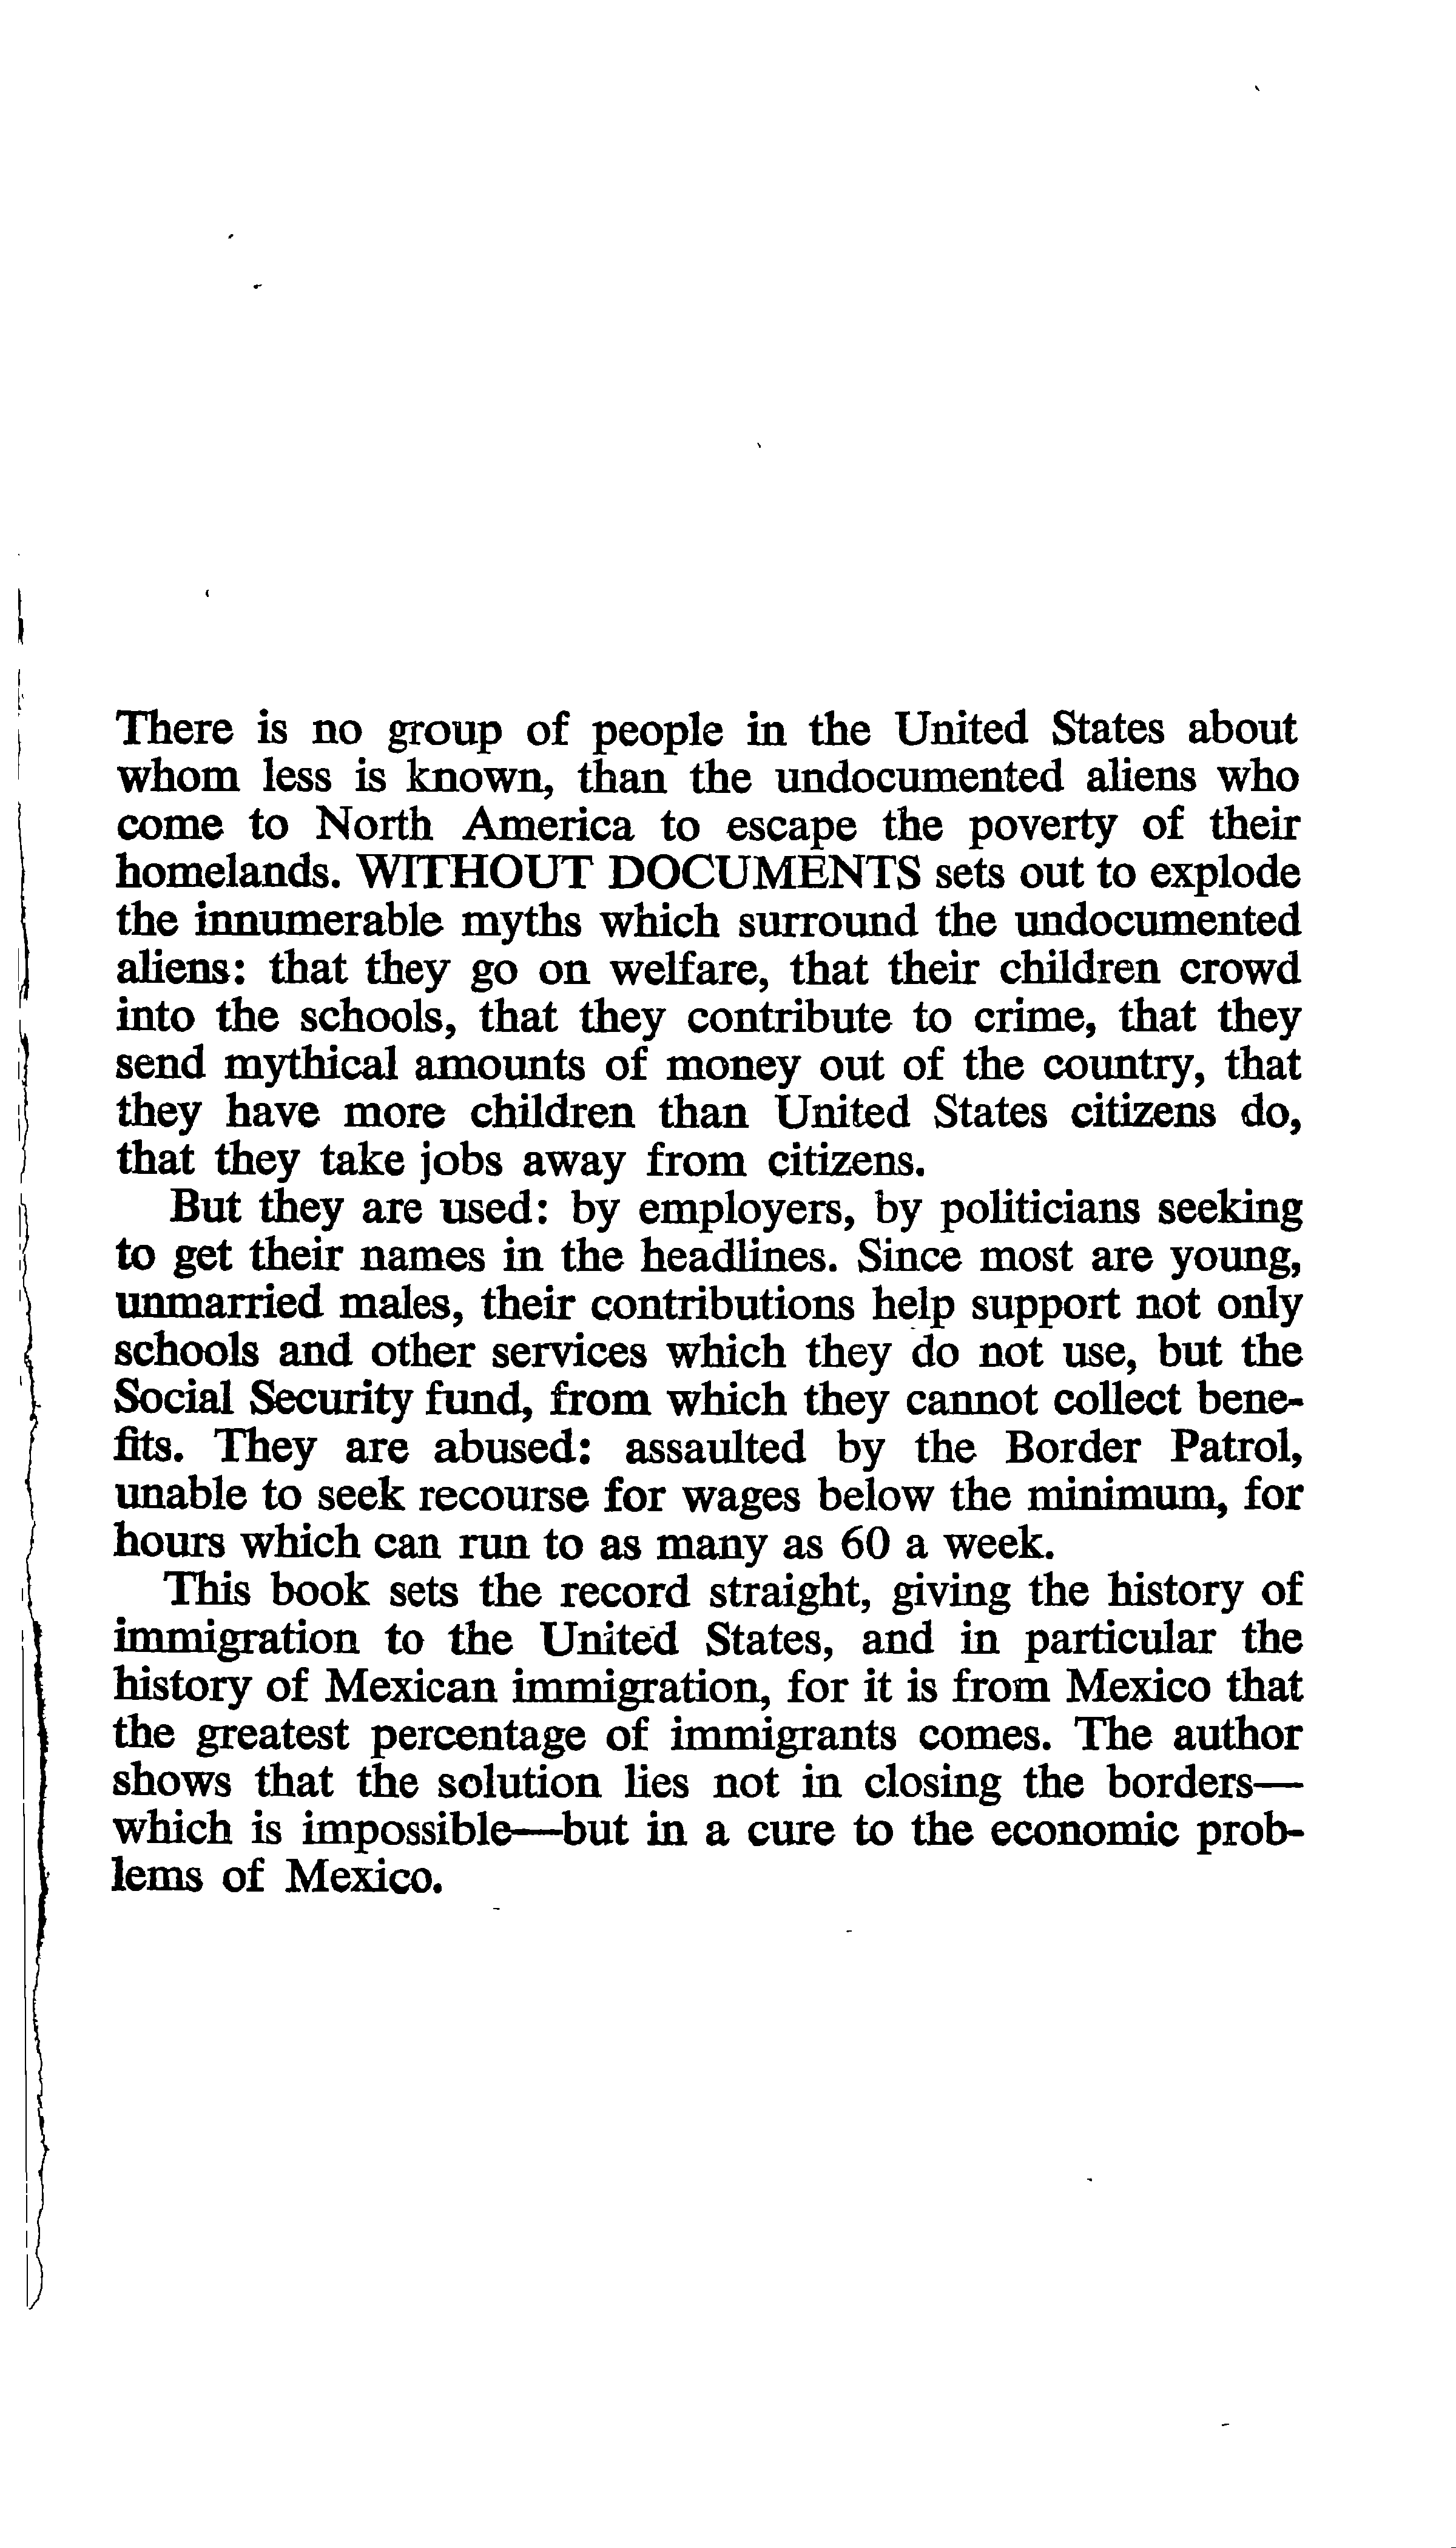 There is no group of people in the United States about
whom less is known, than the undocumented aliens who
come to North America to escape the poverty of their
homelands. WITHOUT DOCUMENTS sets out to explode
the innumerable myths which surround the undocumented
aliens: that they go on welfare, that their children crowd
into the schools, that they contribute to crime, that they
send mythical amounts of money out of the country, that
they have more children than United States citizens do,
that they take jobs away from citizens.
But they are used: by employers, by politicians seeking
to get their names in the headlines. Since most are young,
unmarried males, their contributions help support not only
schools and other services which they do not use, but the
Social Security fund, from which they cannot collect bene-
fits. They are abused: assaulted by the Border Patrol,
unable to seek recourse for wages below the minimum, for
hours which can run to as many as 60 a week.
This book sets the record straight, giving the history of
immigration to the United States, and in particular the
history of Mexican immigration, for it is from Mexico that
the greatest percentage of immigrants comes. The author
shows that the solution lies not in closing the borders—
which is impossible—but in a cure to the economic prob-
lems of Mexico.